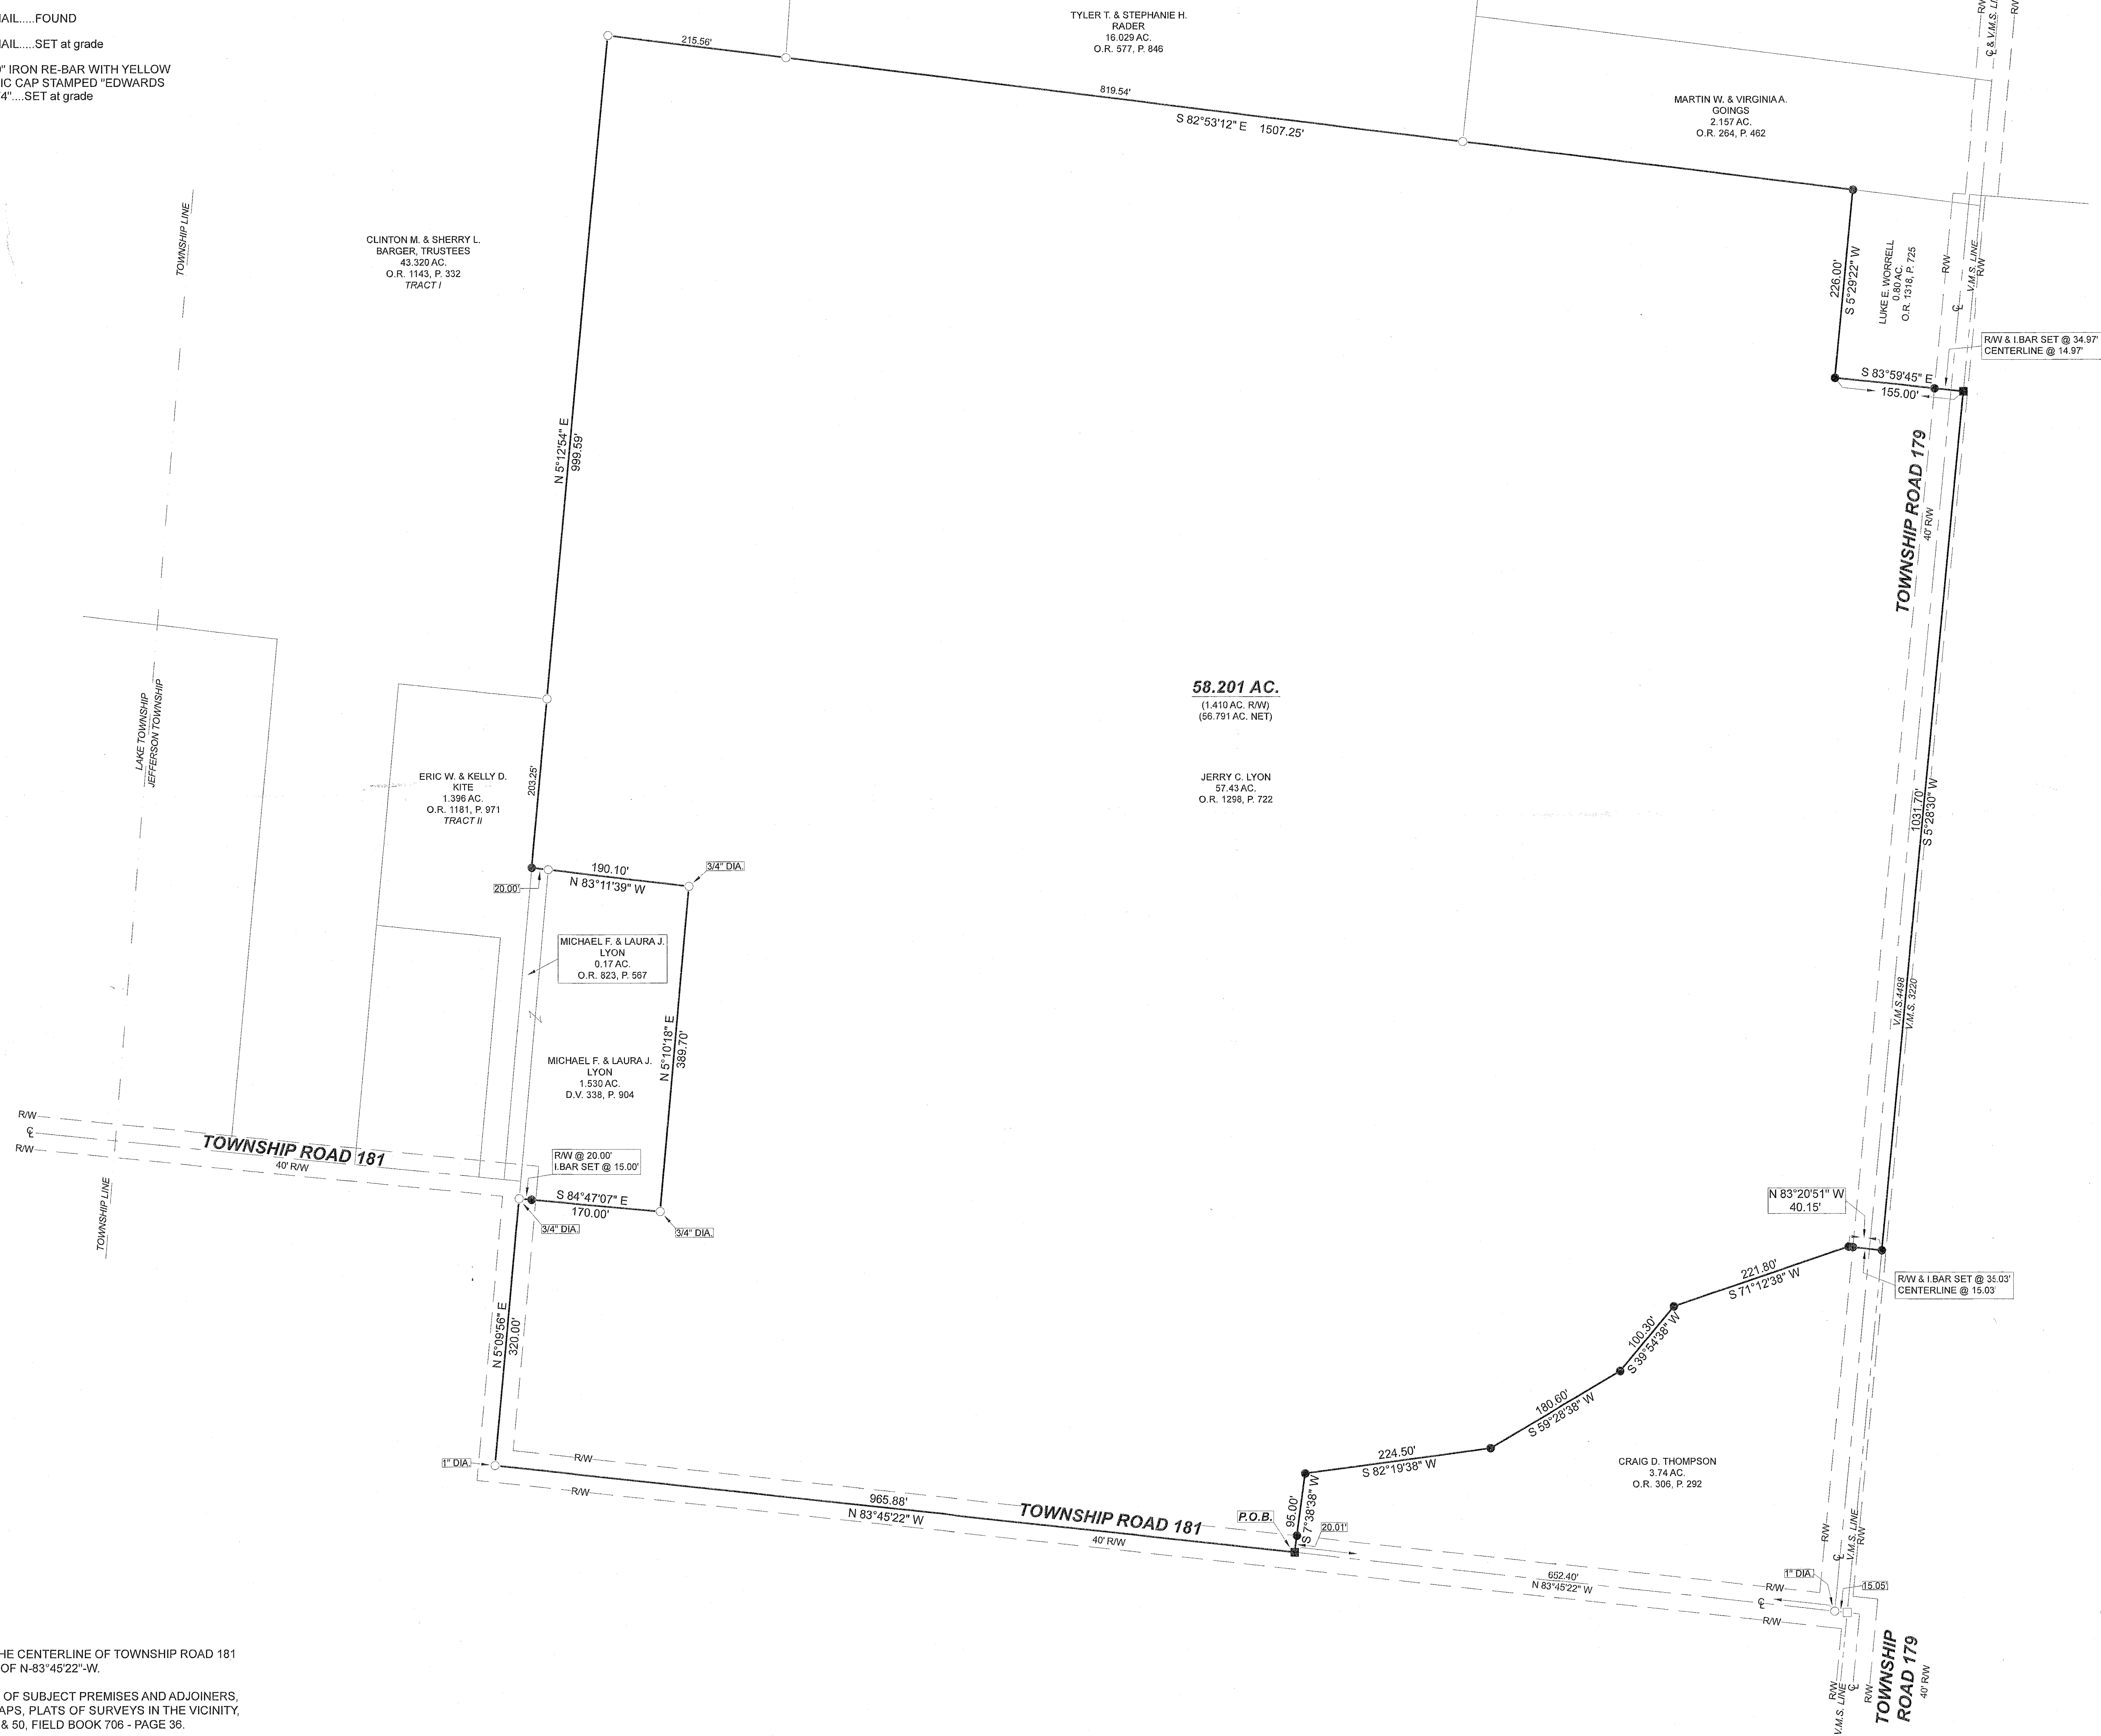 AIL.....FOUND
AIL.....SET at grade
" IRON RE-BAR WITH YELLOW
IC CAP STAMPED "EDWARDS
4"....SET at grade
TYLER T. & STEPHANIE H.
RADER
16.029 AC.
O.R. 577, P. 846
215.56'
819.54'
S 82°53'12" E 1507.25'
MARTIN W. & VIRGINIA A.
GOINGS
2.157 AC.
O.R. 264, P. 462
R/W
℄ & V.M.S. LI
R/W
TOWNSHIP LINE
CLINTON M. & SHERRY L.
BARGER, TRUSTEES
43.320 AC.
O.R. 1143, P. 332
TRACT I
226.00'
S 5°29'22" W
LUKE E. WORRELL
0.80 AC.
O.R. 1318, P. 725
R/W
℄
V.M.S. LINE
R/W
R/W & I.BAR SET @ 34.97'
CENTERLINE @ 14.97'
S 83°59'45" E
155.00'
N 5°12'54" E
999.59'
TOWNSHIP ROAD 179
40' R/W
LAKE TOWNSHIP
JEFFERSON TOWNSHIP
58.201 AC.
(1.410 AC. R/W)
(56.791 AC. NET)
JERRY C. LYON
57.43 AC.
O.R. 1298, P. 722
ERIC W. & KELLY D.
KITE
1.396 AC.
O.R. 1181, P. 971
TRACT II
203.25'
1031.70'
S 5°28'30" W
190.10'
N 83°11'39" W
3/4" DIA.
20.00'
MICHAEL F. & LAURA J.
LYON
0.17 AC.
O.R. 823, P. 567
Z
V.M.S. 4498
V.M.S. 3220
N 5°10'18" E
389.70'
MICHAEL F. & LAURA J.
LYON
1.530 AC.
D.V. 338, P. 904
R/W
℄
R/W
TOWNSHIP ROAD 181
40' R/W
R/W @ 20.00'
I.BAR SET @ 15.00'
S 84°47'07" E
170.00'
3/4" DIA.
3/4" DIA.
TOWNSHIP LINE
N 83°20'51" W
40.15'
R/W & I.BAR SET @ 35.03'
CENTERLINE @ 15.03'
221.80'
S 71°12'38" W
100.30'
S 39°54'38" W
180.60'
S 59°28'38" W
224.50'
S 82°19'38" W
95.00'
S 7°38'38" W
N 5°09'56" E
320.00'
1" DIA.
R/W
R/W
965.88'
N 83°45'22" W
TOWNSHIP ROAD 181
40' R/W
P.O.B.
20.01'
CRAIG D. THOMPSON
3.74 AC.
O.R. 306, P. 292
R/W
℄
V.M.S. LINE
R/W
652.40'
N 83°45'22" W
1" DIA.
15.05'
R/W
℄
R/W
R/W
V.M.S. LINE
℄
R/W
TOWNSHIP
ROAD 179
40' R/W
HE CENTERLINE OF TOWNSHIP ROAD 181
OF N-83°45'22"-W.
OF SUBJECT PREMISES AND ADJOINERS,
APS, PLATS OF SURVEYS IN THE VICINITY,
& 50, FIELD BOOK 706 - PAGE 36.